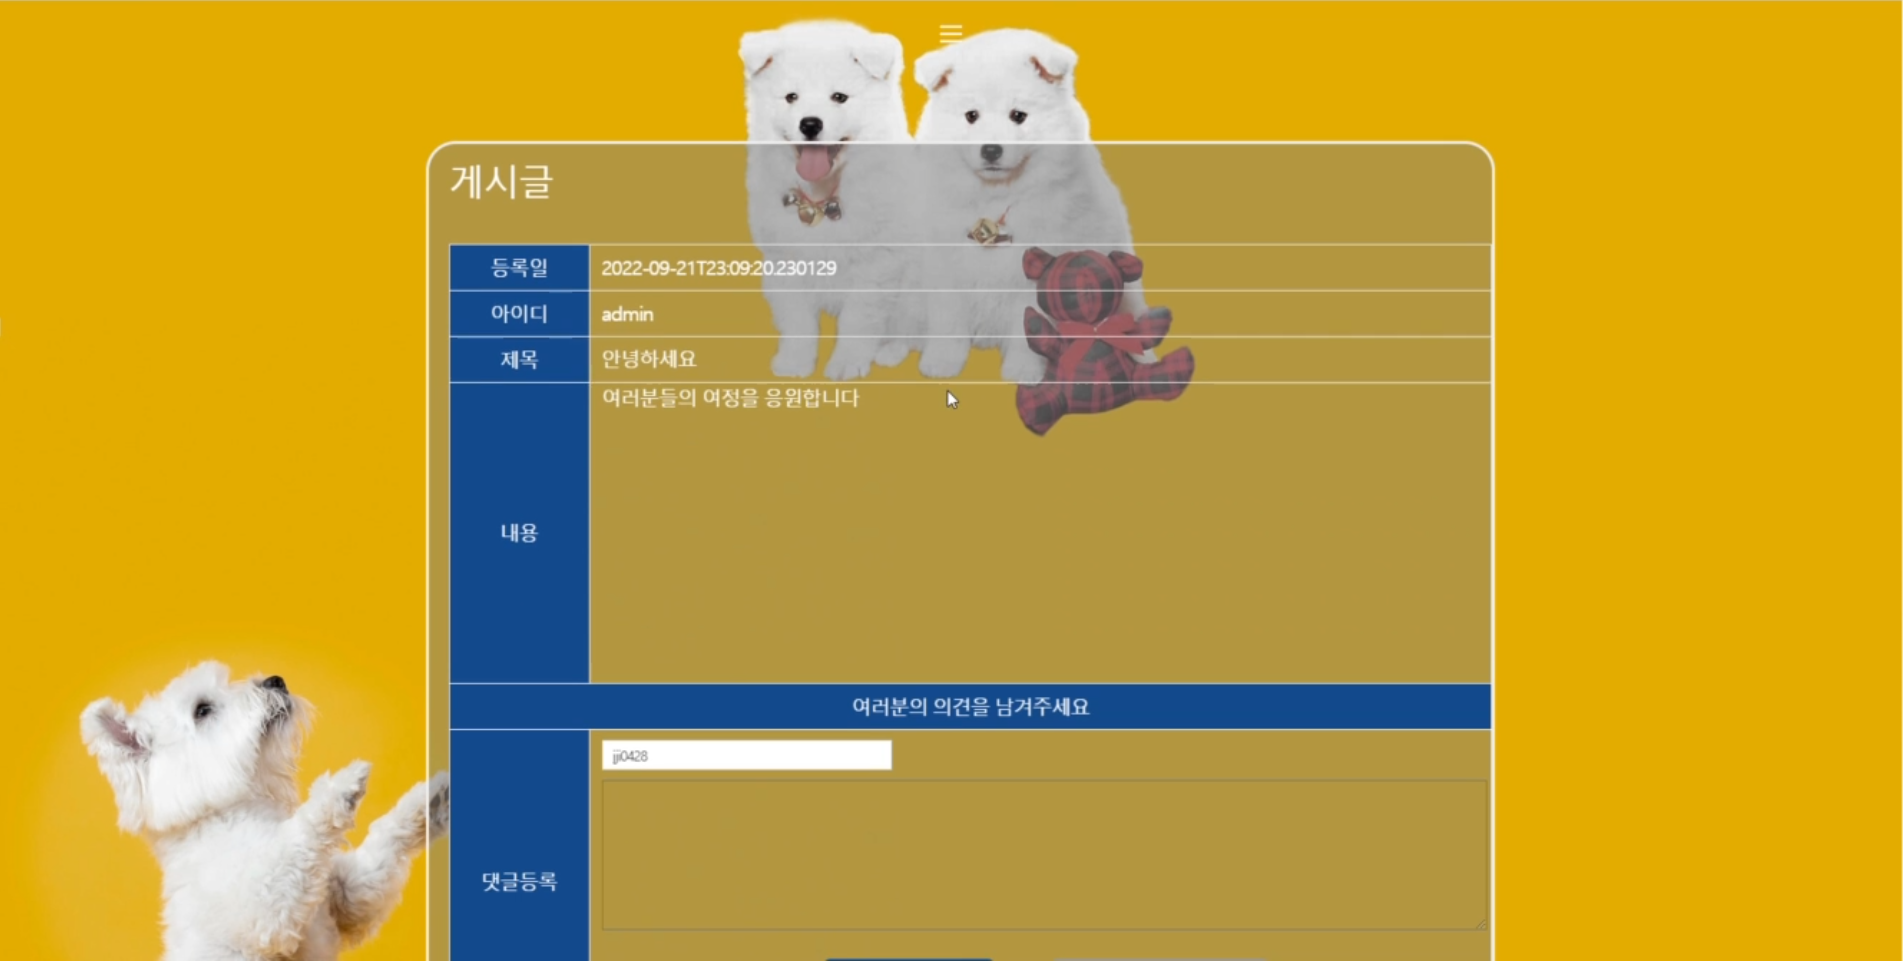 게시글
등록일 2022-09-21T23:09:20.230129
아이디 admin
제목 안녕하세요
내용 여러분들의 여정을 응원합니다
여러분의 의견을 남겨주세요
댓글등록 jji0428